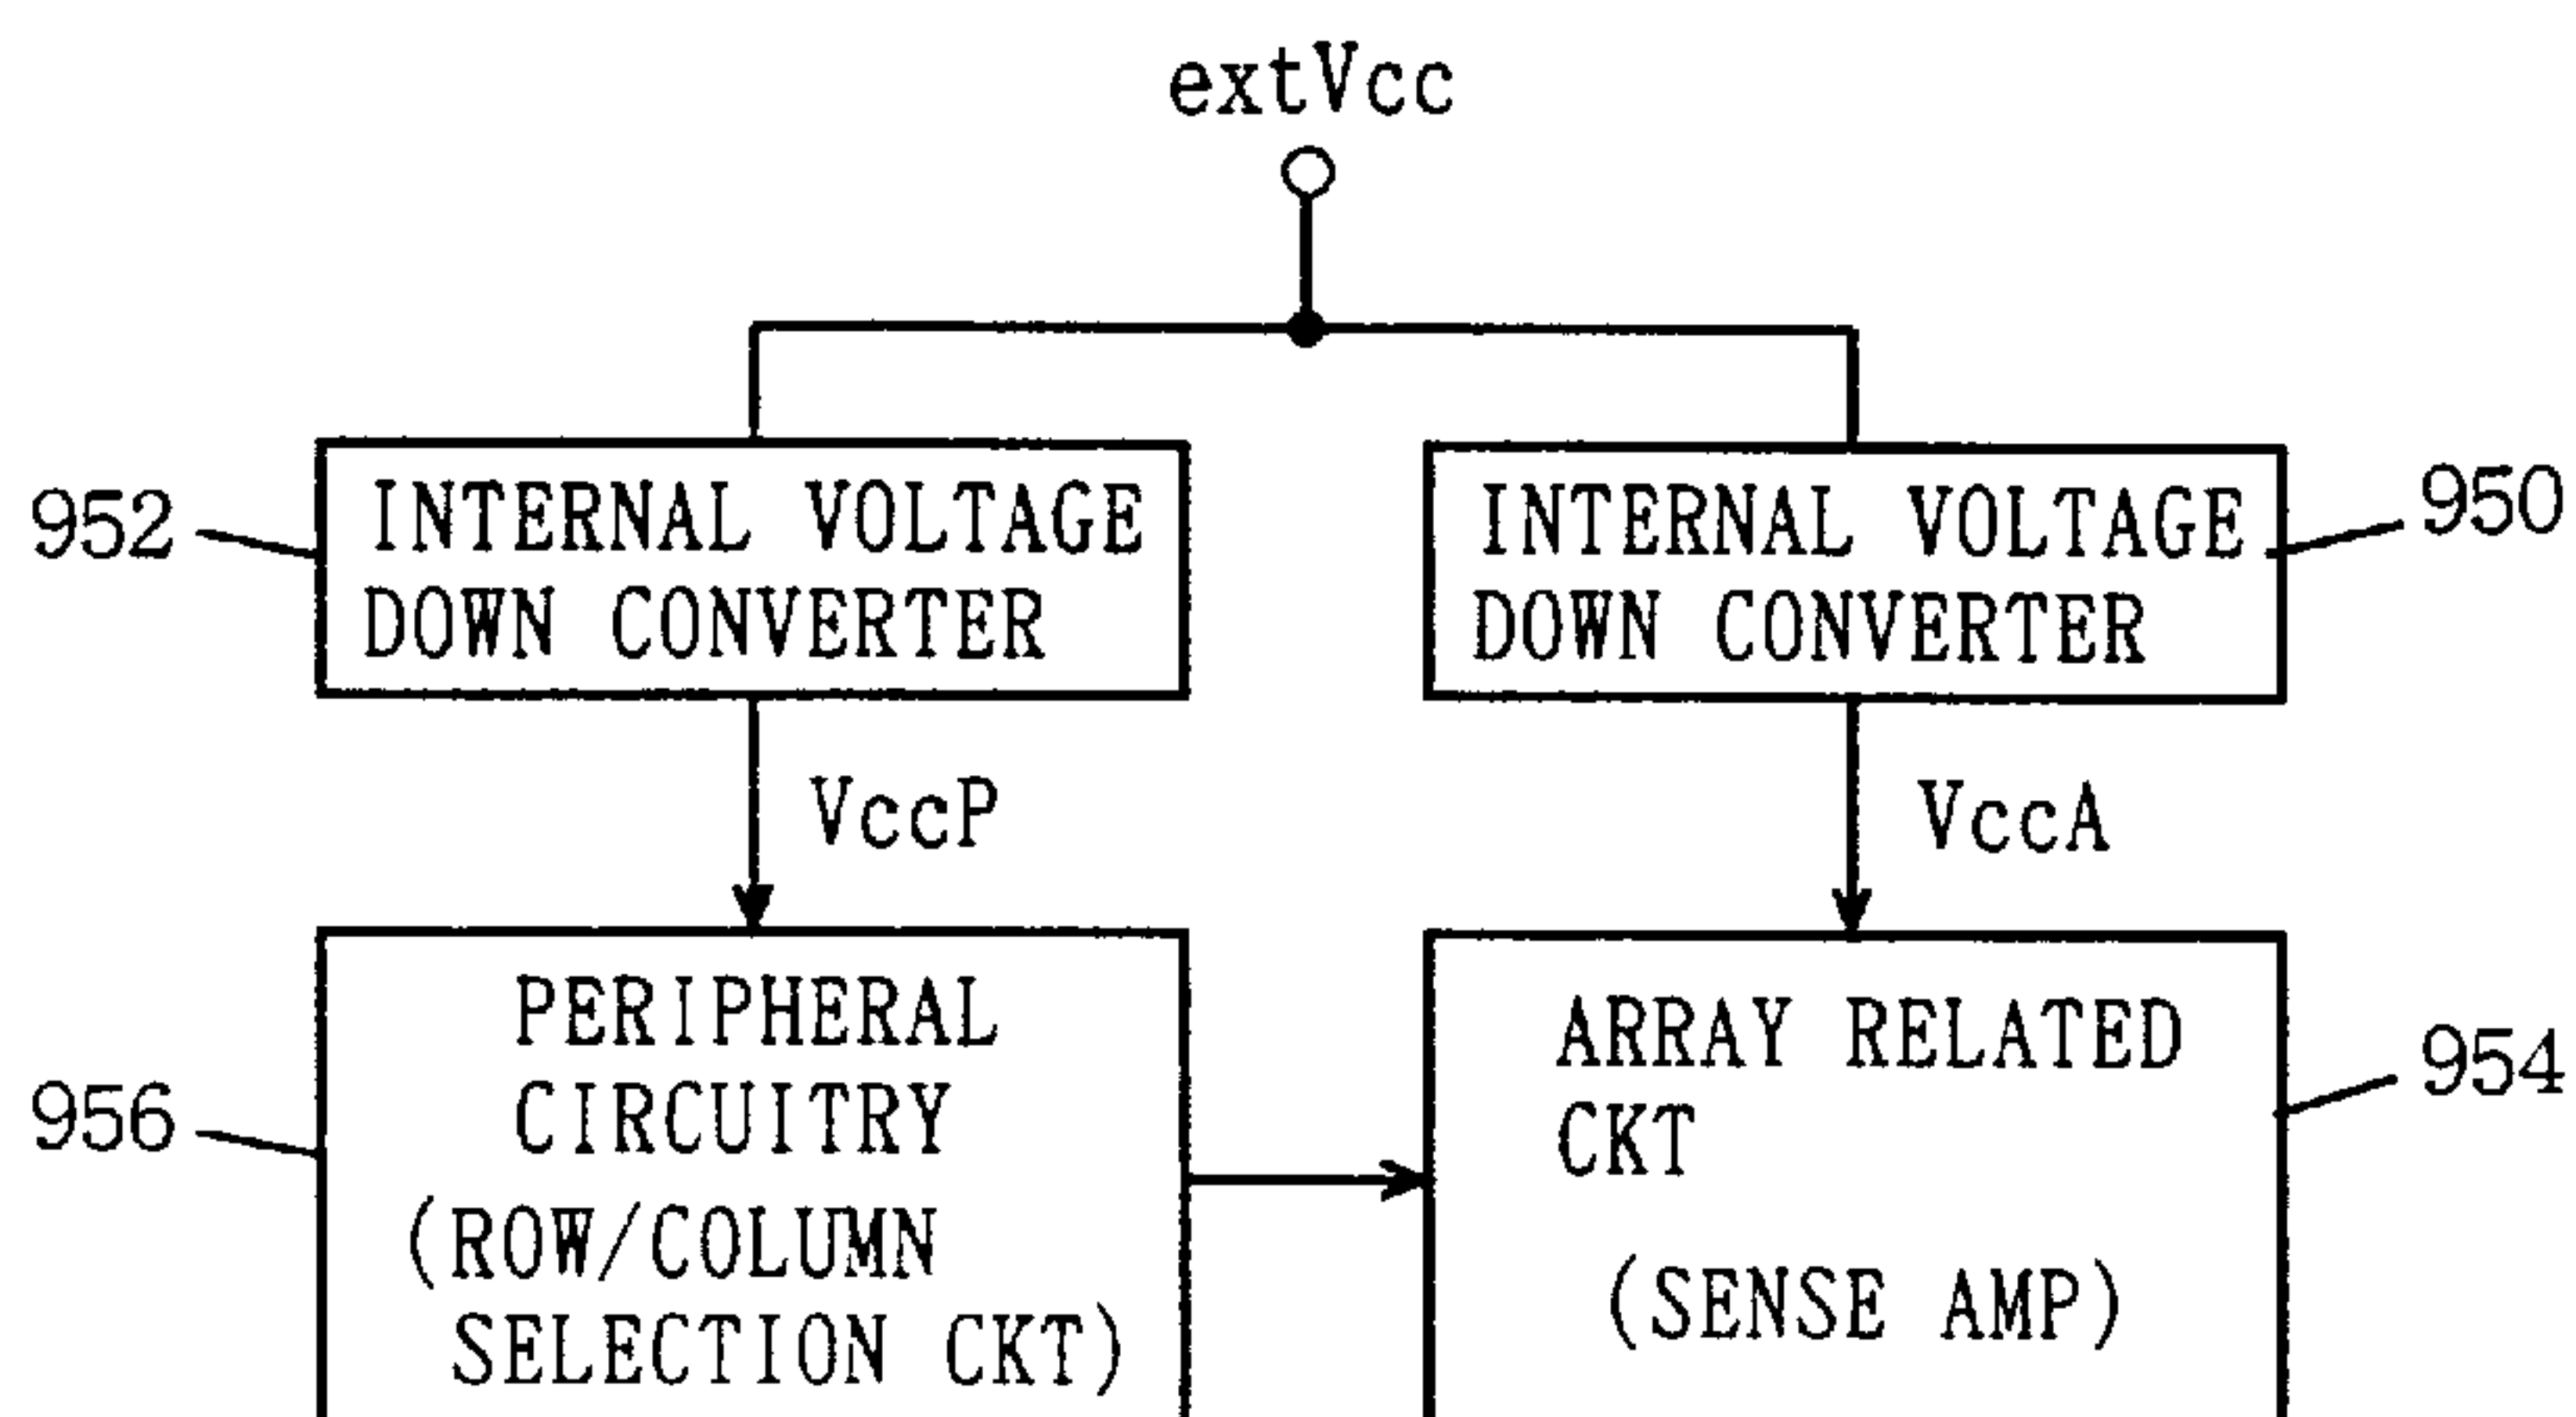 extVcc
952
INTERNAL VOLTAGE
DOWN CONVERTER
INTERNAL VOLTAGE
DOWN CONVERTER
950
VccP
VccA
956
PERIPHERAL
CIRCUITRY
(ROW/COLUMN
SELECTION CKT)
ARRAY RELATED
CKT
(SENSE AMP)
954